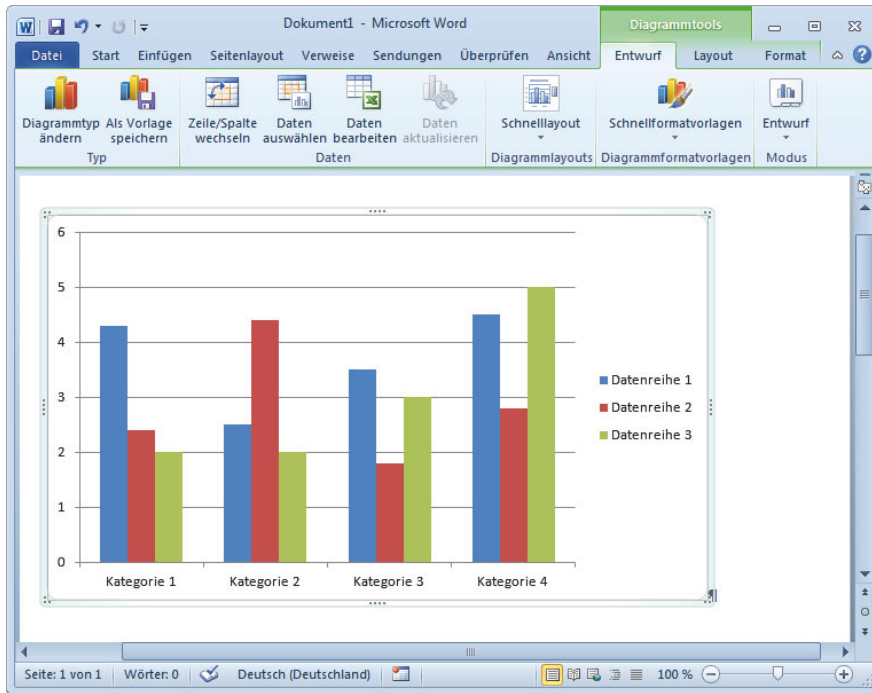 Dokument1 - Microsoft Word
Diagrammtools
Datei Start Einfügen Seitenlayout Verweise Sendungen Überprüfen Ansicht Entwurf Layout Format
Diagrammtyp ändern
Als Vorlage speichern
Zeile/Spalte wechseln
Daten auswählen
Daten bearbeiten
Daten aktualisieren
Schnelllayout
Schnellformatvorlagen
Entwurf
Typ
Daten
Diagrammlayouts
Diagrammformatvorlagen
Modus
6
5
4
3
2
1
0
Kategorie 1 Kategorie 2 Kategorie 3 Kategorie 4
Datenreihe 1
Datenreihe 2
Datenreihe 3
Seite: 1 von 1 Wörter: 0 Deutsch (Deutschland) 100 %